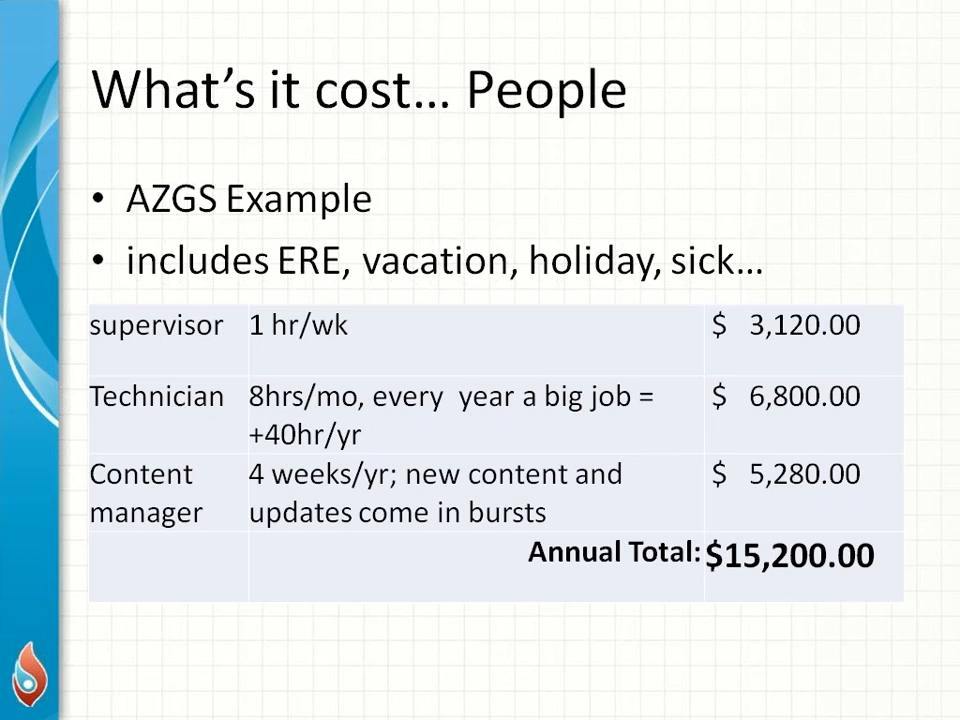 What’s it cost... People
• AZGS Example
• includes ERE, vacation, holiday, sick...
supervisor 1 hr/wk $ 3,120.00
Technician 8hrs/mo, every year a big job = $ 6,800.00
+40hr/yr
Content 4 weeks/yr; new content and $ 5,280.00
manager updates come in bursts
Annual Total: $15,200.00